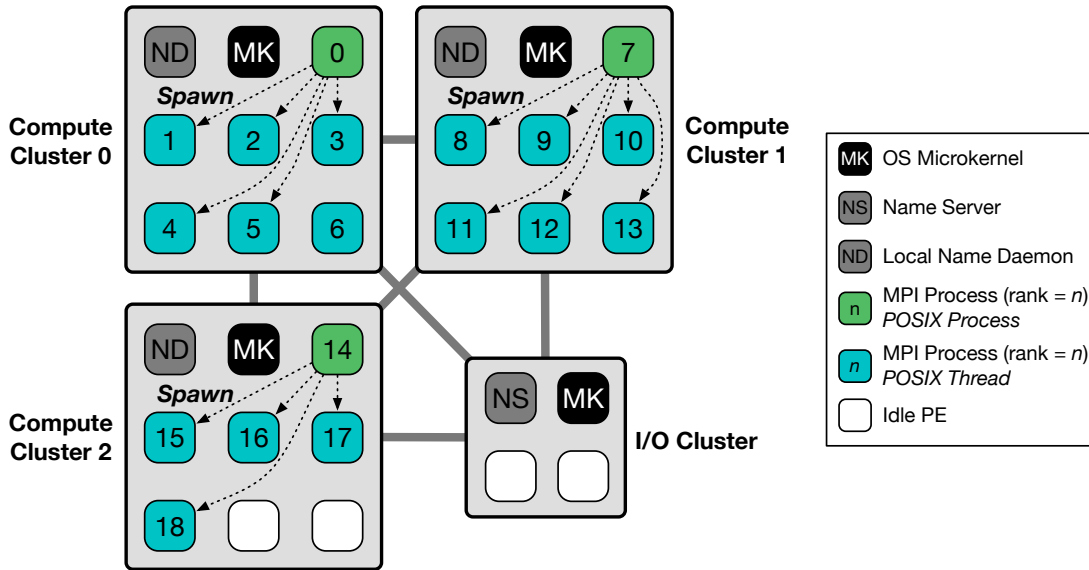 ND MK 0
Spawn
1 2 3
4 5 6
Compute
Cluster 0
ND MK 7
Spawn
8 9 10
11 12 13
Compute
Cluster 1
ND MK 14
Spawn
15 16 17
18
Compute
Cluster 2
NS MK
I/O Cluster
MK OS Microkernel
NS Name Server
ND Local Name Daemon
n MPI Process (rank = n)
POSIX Process
n MPI Process (rank = n)
POSIX Thread
Idle PE